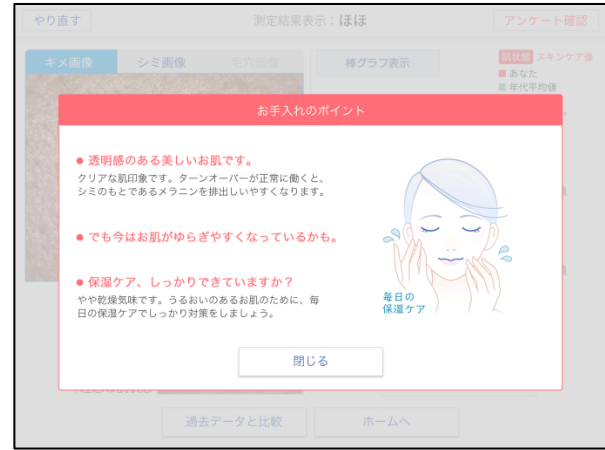 やり直す
測定結果表示：ほほ
アンケート確認
キメ画像
シミ画像
毛穴画像
棒グラフ表示
肌状態 スキンケア後
あなた
年代平均値
お手入れのポイント
● 透明感のある美しいお肌です。
クリアな肌印象です。ターンオーバーが正常に働くと、
シミのもとであるメラニンを排出しやすくなります。
● でも今はお肌がゆらぎやすくなっているかも。
● 保湿ケア、しっかりできていますか？
やや乾燥気味です。うるおいのあるお肌のために、毎
日の保湿ケアでしっかり対策をしましょう。
毎日の
保湿ケア
閉じる
過去データと比較
ホームへ